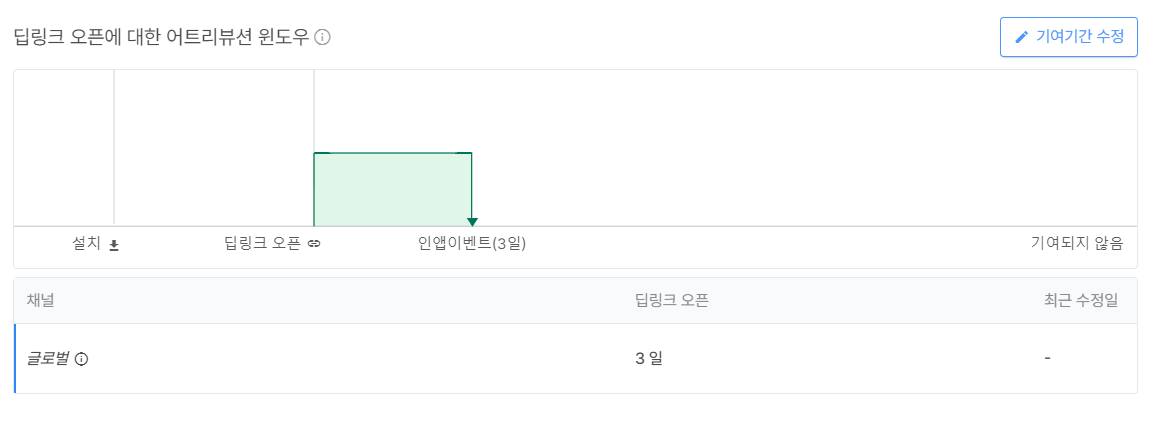 딥링크 오픈에 대한 어트리뷰션 윈도우
기여기간 수정
설치 딥링크 오픈 인앱이벤트(3일) 기여되지 않음
채널 딥링크 오픈 최근 수정일
글로벌 3 일 -